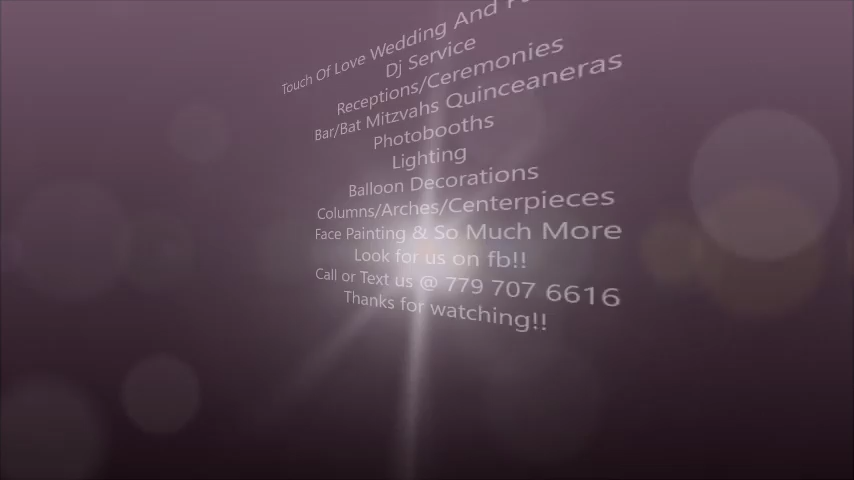 Touch Of Love Wedding And
Dj Service
Receptions/Ceremonies
Bar/Bat Mitzvahs Quinceaneras
Photobooths
Lighting
Balloon Decorations
Columns/Arches/Centerpieces
Face Painting & So Much More
Look for us on fb!!
Call or Text us @ 779 707 6616
Thanks for watching!!